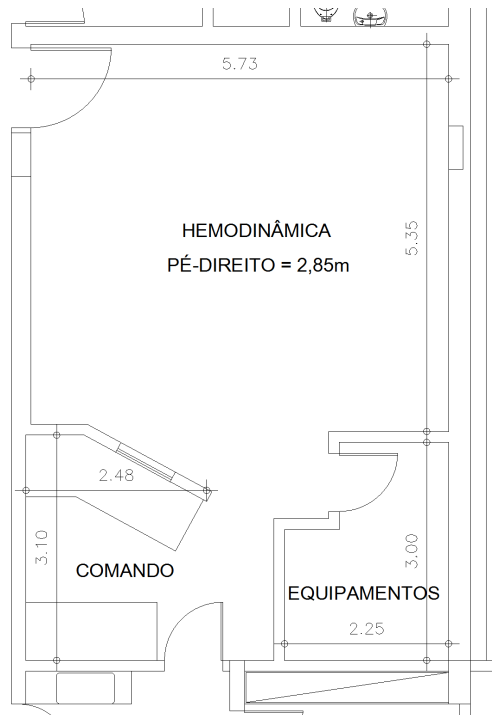 5.73
HEMODINÂMICA
PÉ-DIREITO = 2,85m
5.35
2.48
3.10
COMANDO
3.00
EQUIPAMENTOS
2.25